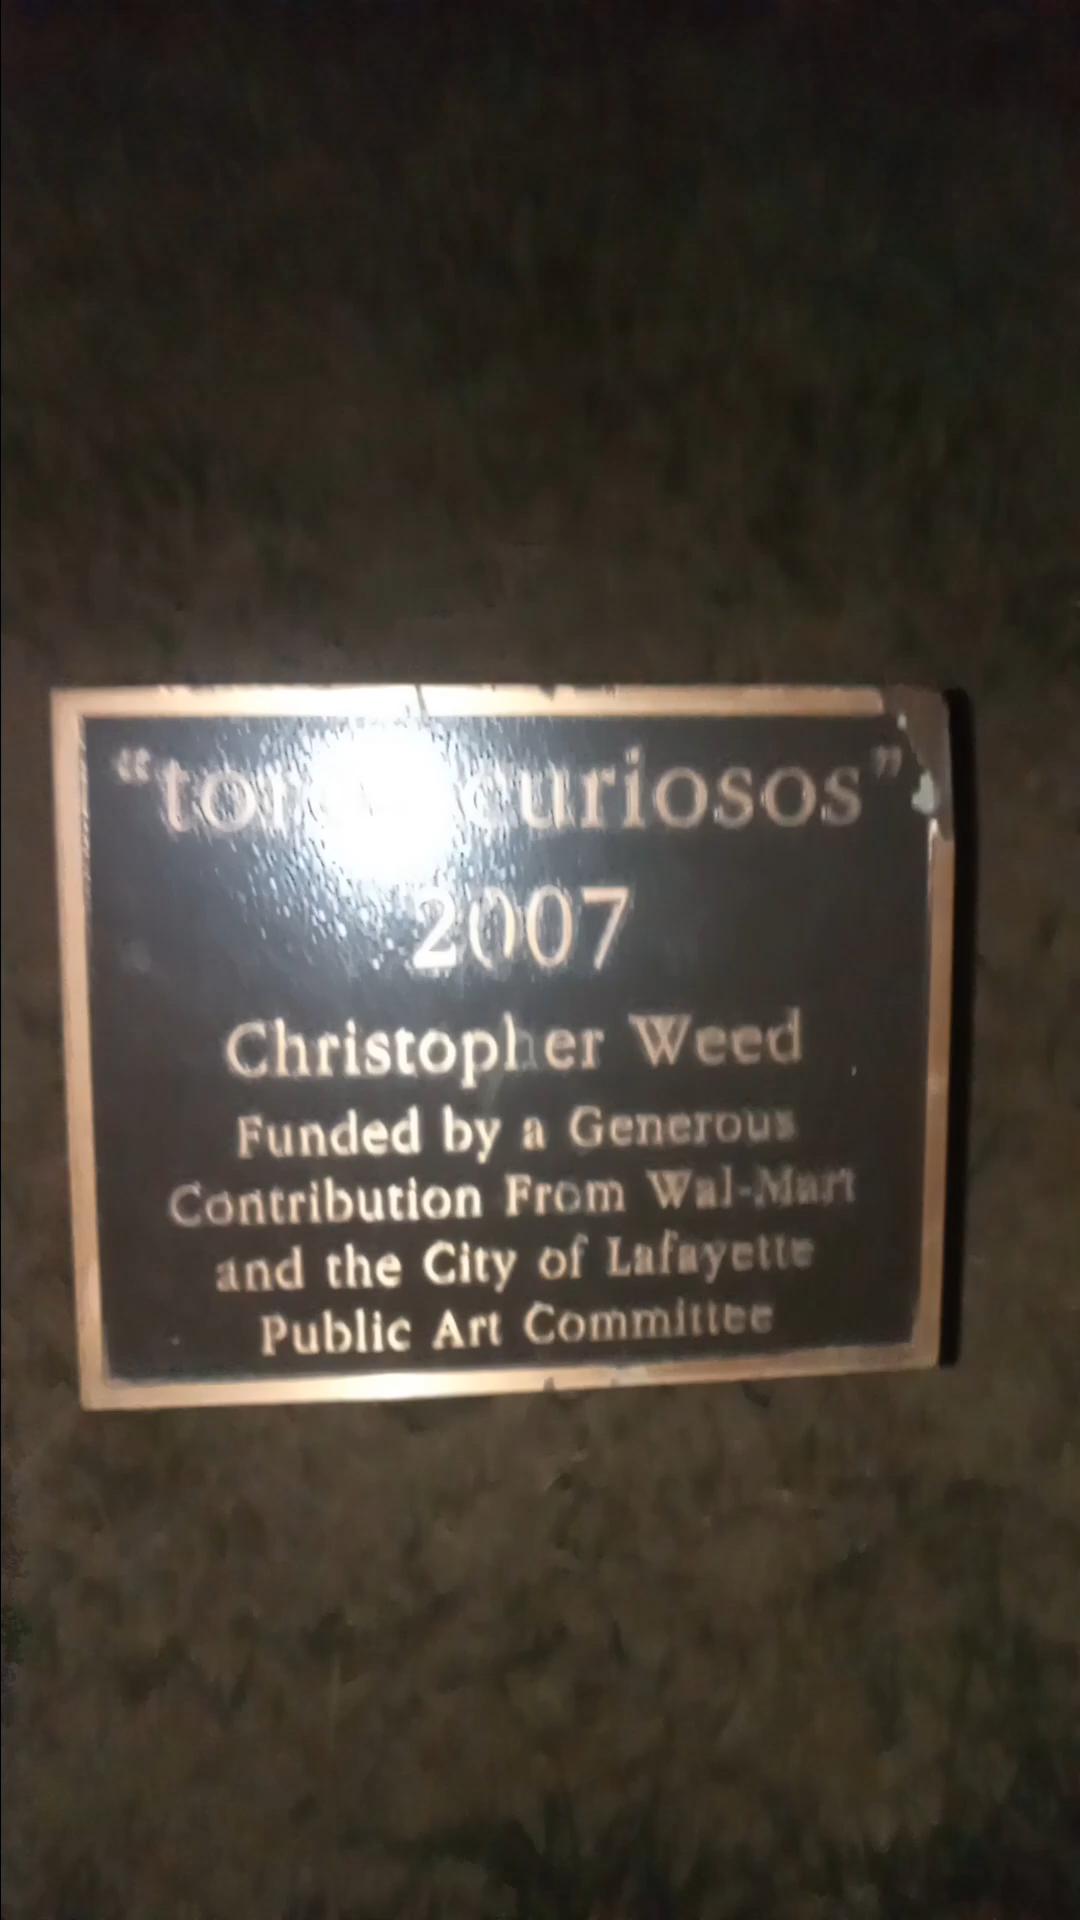 curiosos"
2007
Christopher Weed
Funded by a Generous
Contribution From Wal-Mart
and the City of Lafayette
Public Art Committee